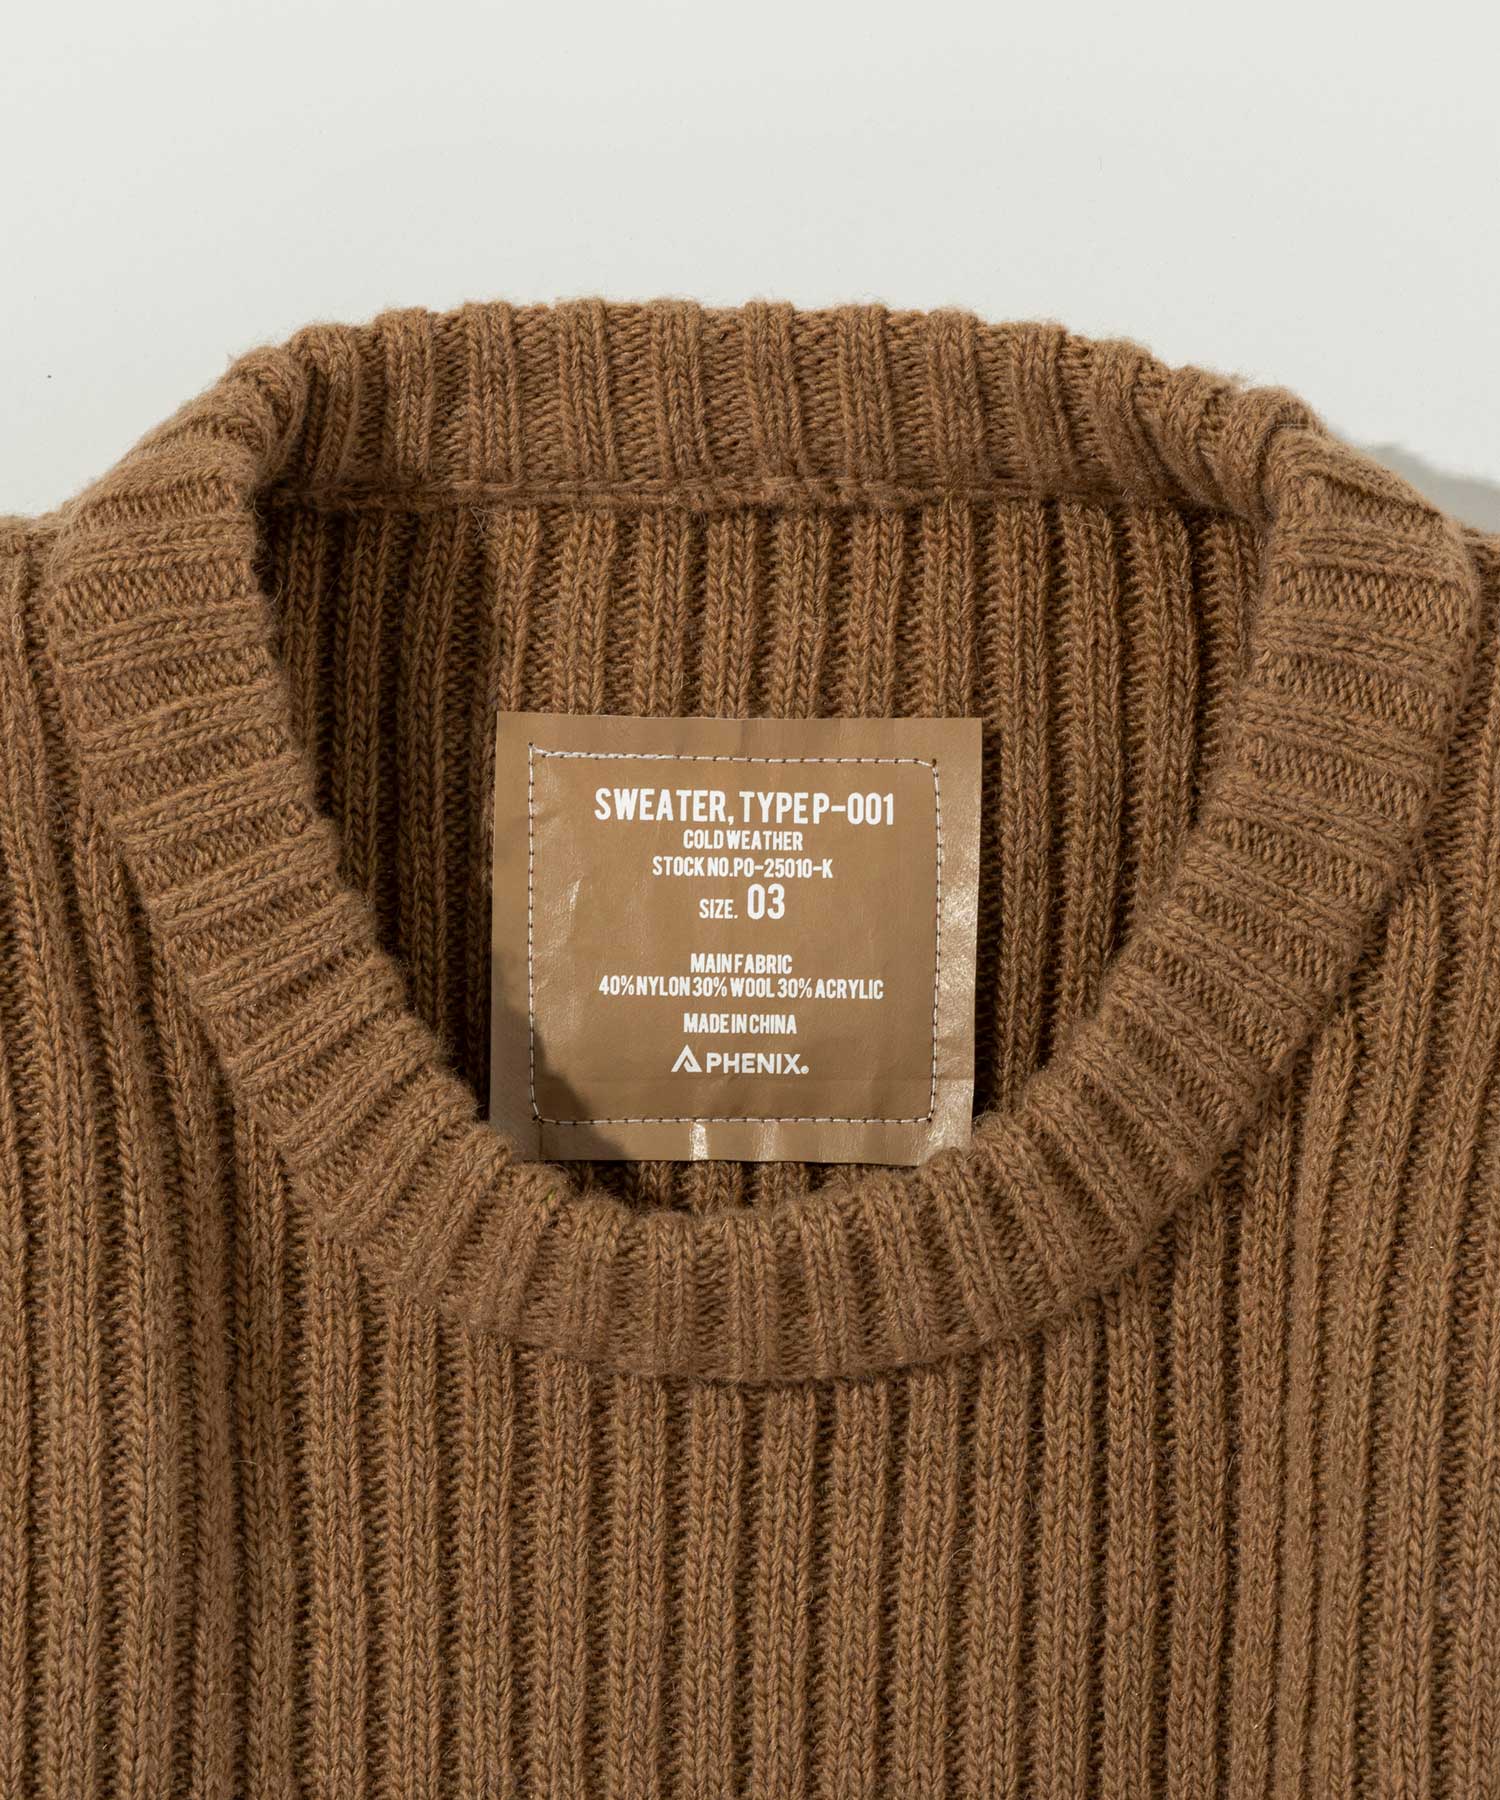 SWEATER, TYPE P-001
COLD WEATHER
STOCK NO. PO-25010-K
SIZE. 03
MAIN FABRIC
40% NYLON 30% WOOL 30% ACRYLIC
MADE IN CHINA
PHENIX®